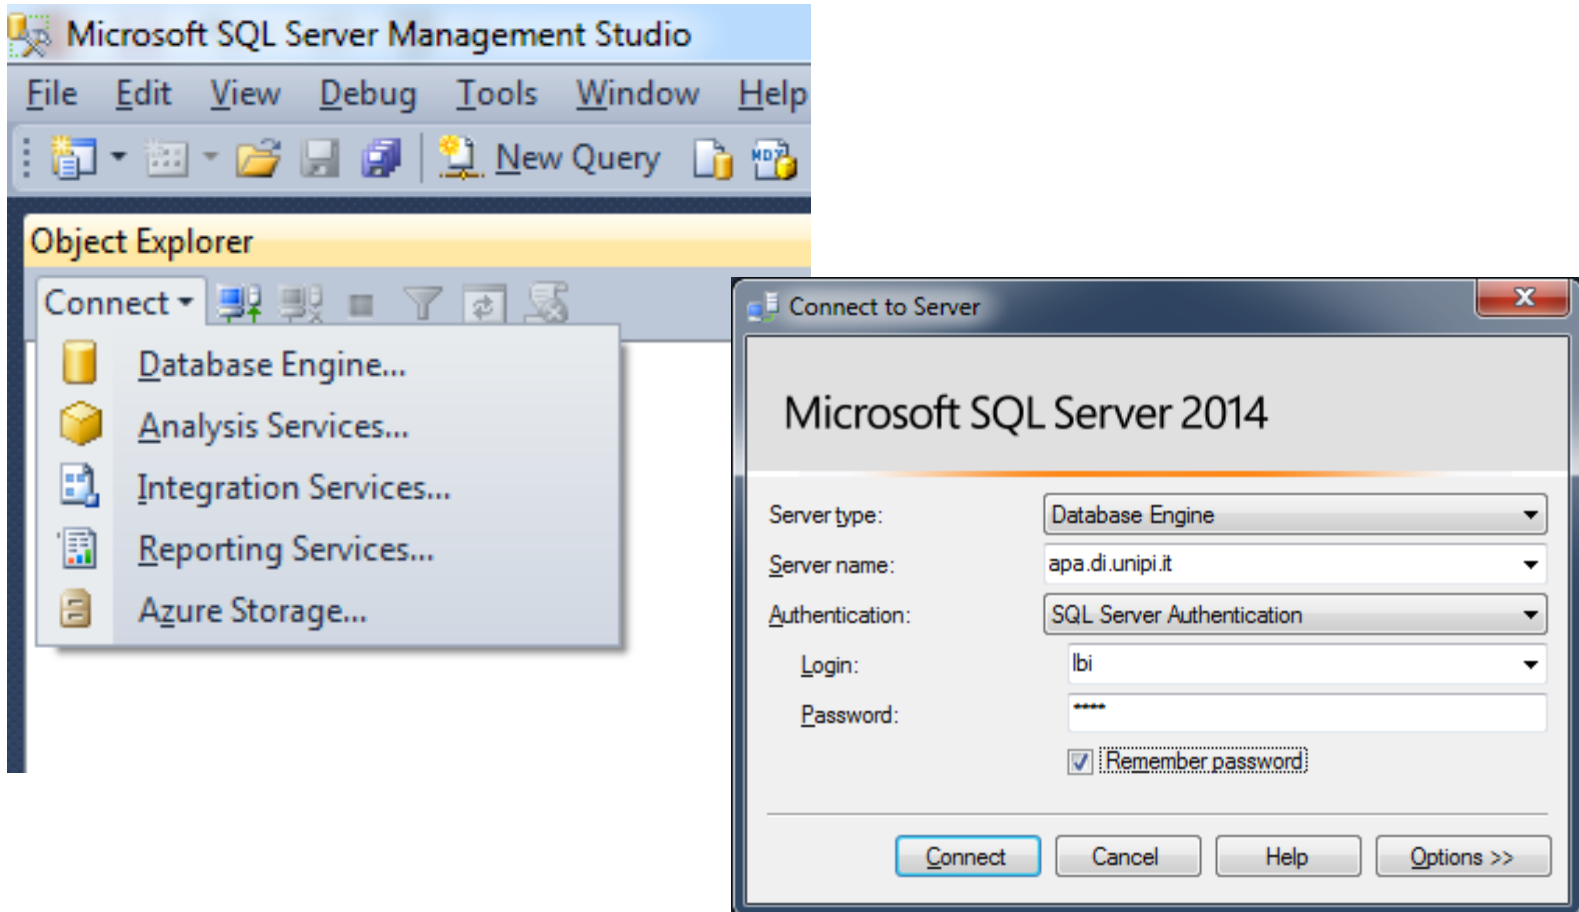 Microsoft SQL Server Management Studio
File Edit View Debug Tools Window Help
New Query MDX
Object Explorer
Connect
Database Engine...
Analysis Services...
Integration Services...
Reporting Services...
Azure Storage...
Connect to Server
Microsoft SQL Server 2014
Server type: Database Engine
Server name: apa.di.unipi.it
Authentication: SQL Server Authentication
Login: lbi
Password: ****
Remember password
Connect Cancel Help Options >>